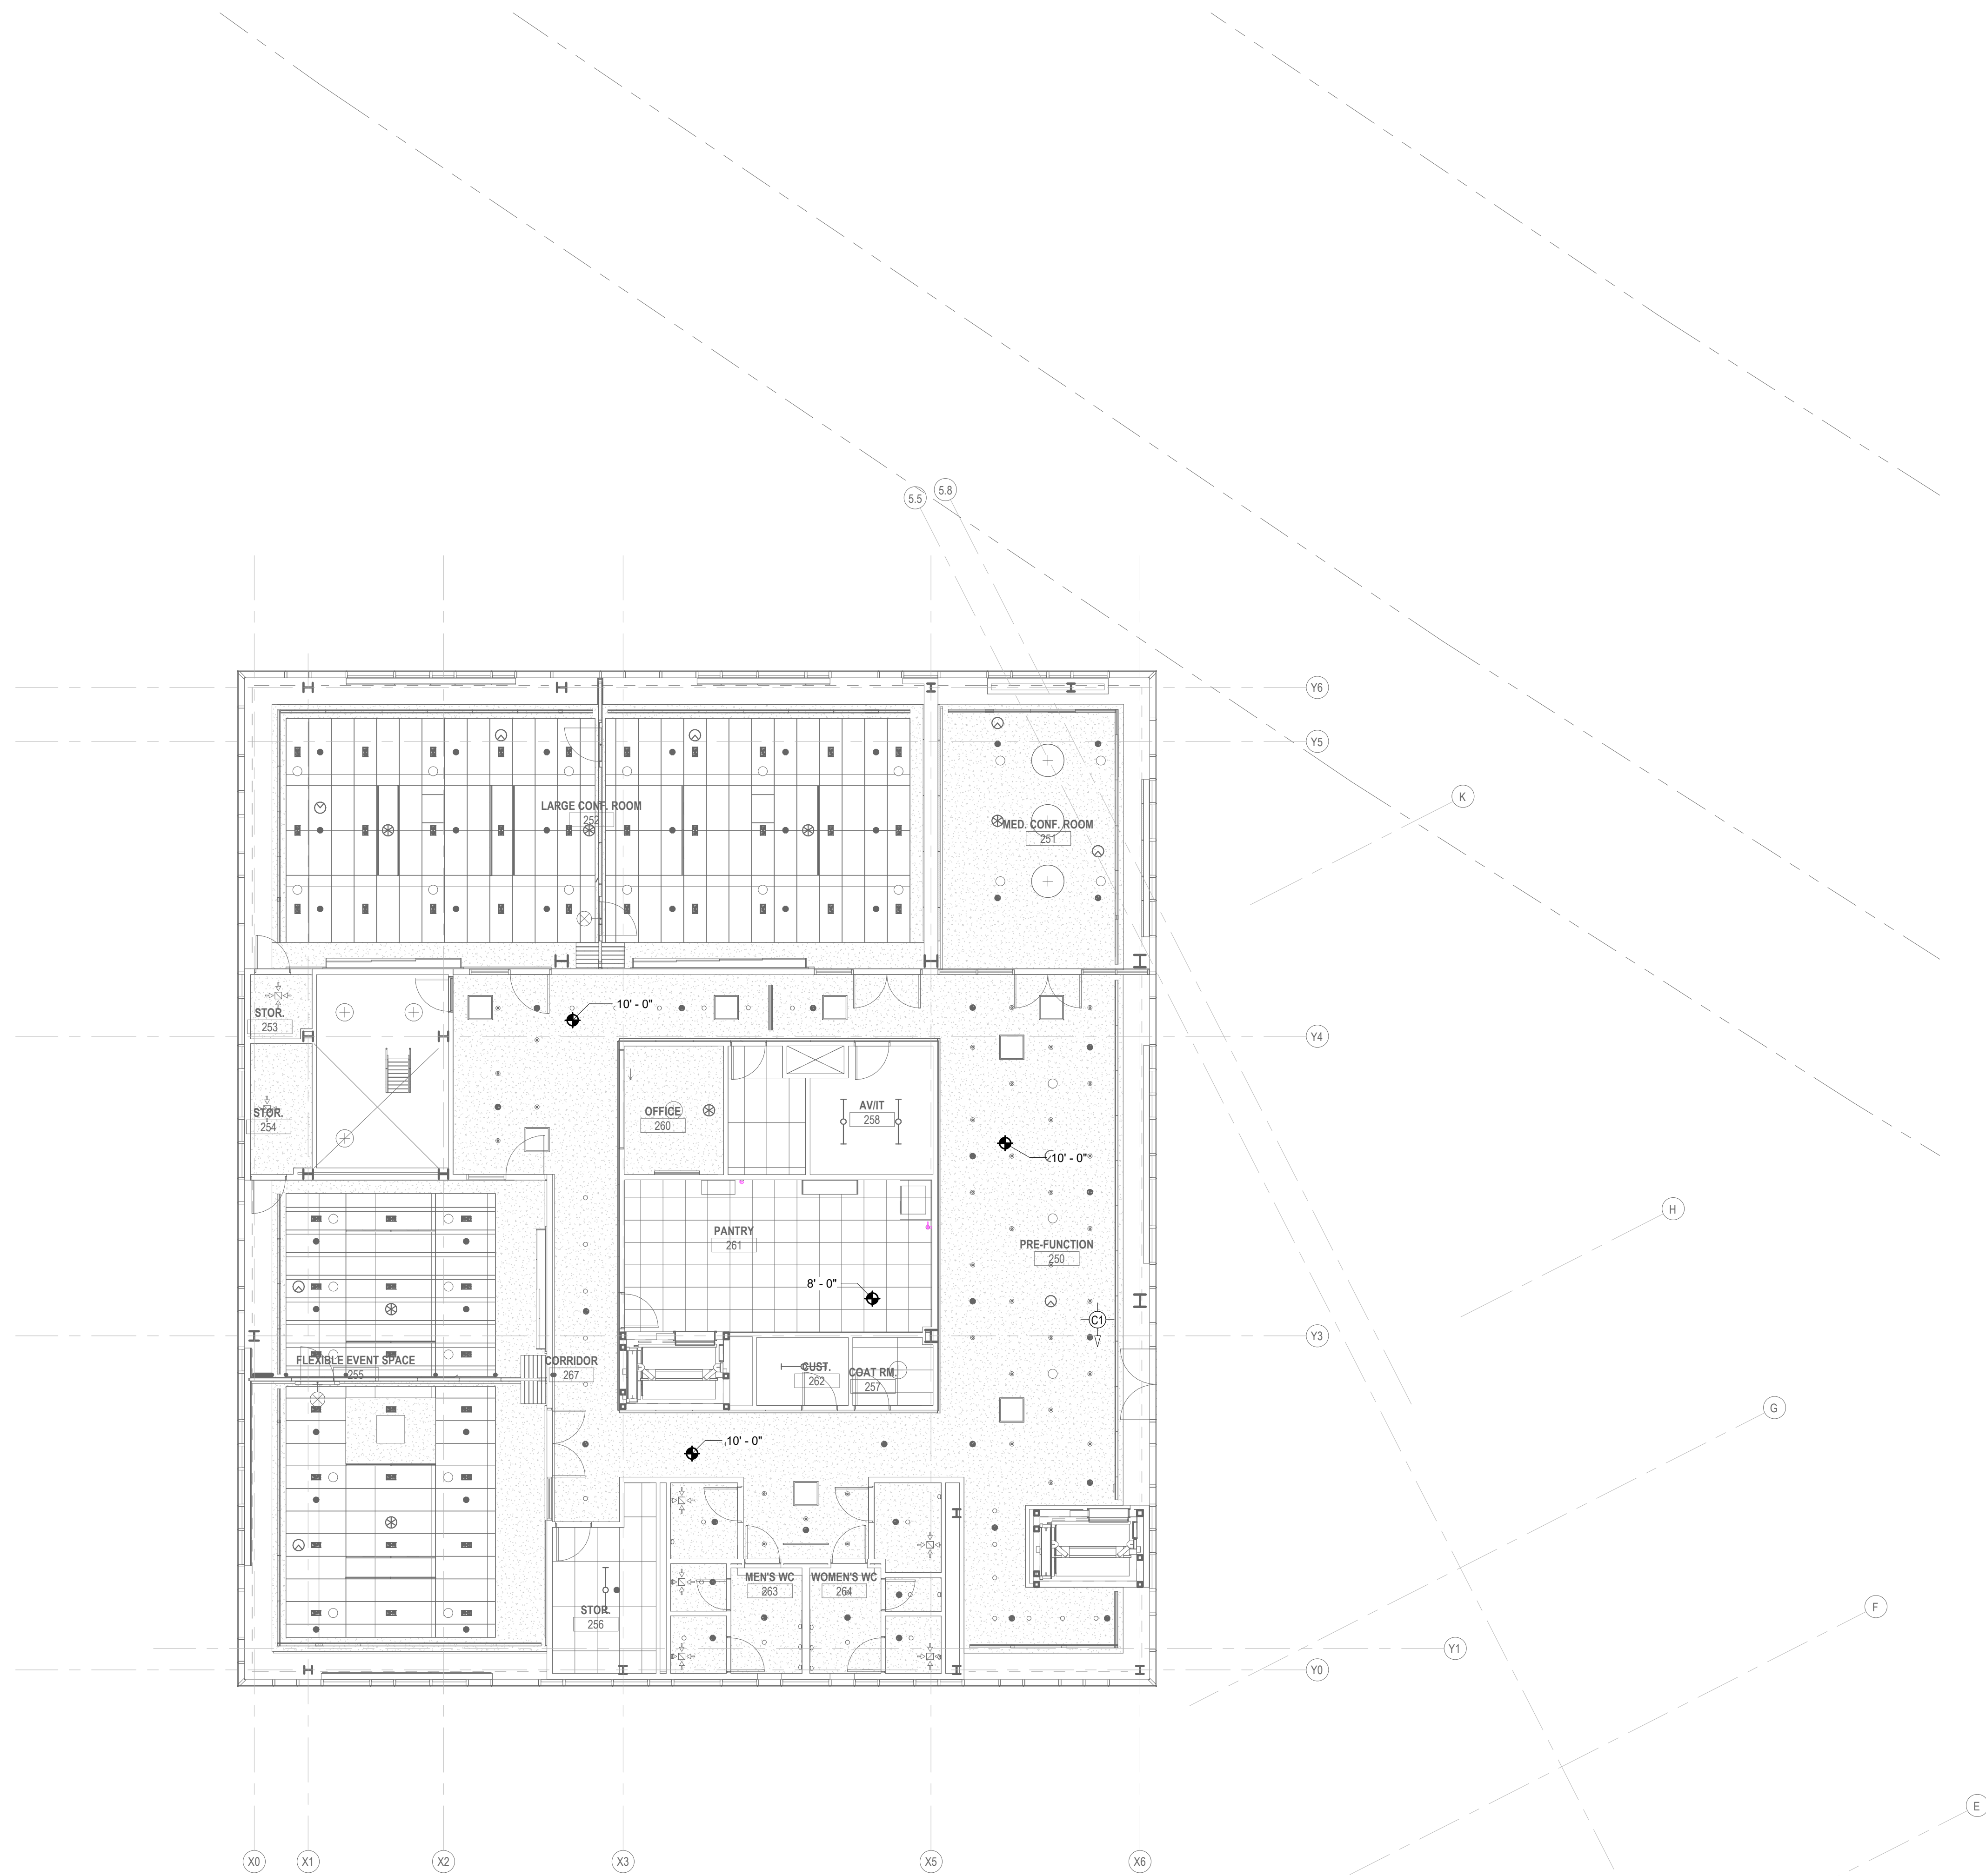 5.5
5.8
Y6
Y5
K
LARGE CONF. ROOM
252
MED. CONF. ROOM
251
10' - 0"
STOR.
253
Y4
STOR.
254
OFFICE
260
AV/IT
258
10' - 0"
H
PANTRY
261
PRE-FUNCTION
250
8' - 0"
C1
Y3
FLEXIBLE EVENT SPACE
255
CORRIDOR
267
CUST.
262
COAT RM.
257
G
10' - 0"
MEN'S WC
263
WOMEN'S WC
264
STOR.
256
F
Y1
Y0
E
X0
X1
X2
X3
X5
X6